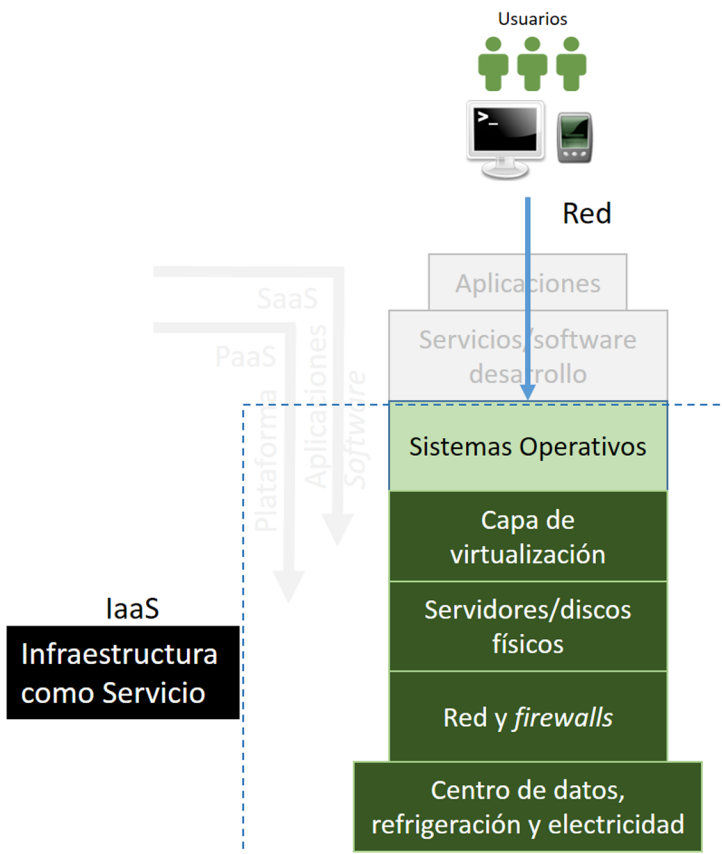 Usuarios
>_
Red
Aplicaciones
SaaS
Servicios/software
desarrollo
PaaS
Plataforma
Aplicaciones
Software
Sistemas Operativos
Capa de
virtualización
IaaS
Infraestructura
como Servicio
Servidores/discos
físicos
Red y firewalls
Centro de datos,
refrigeración y electricidad